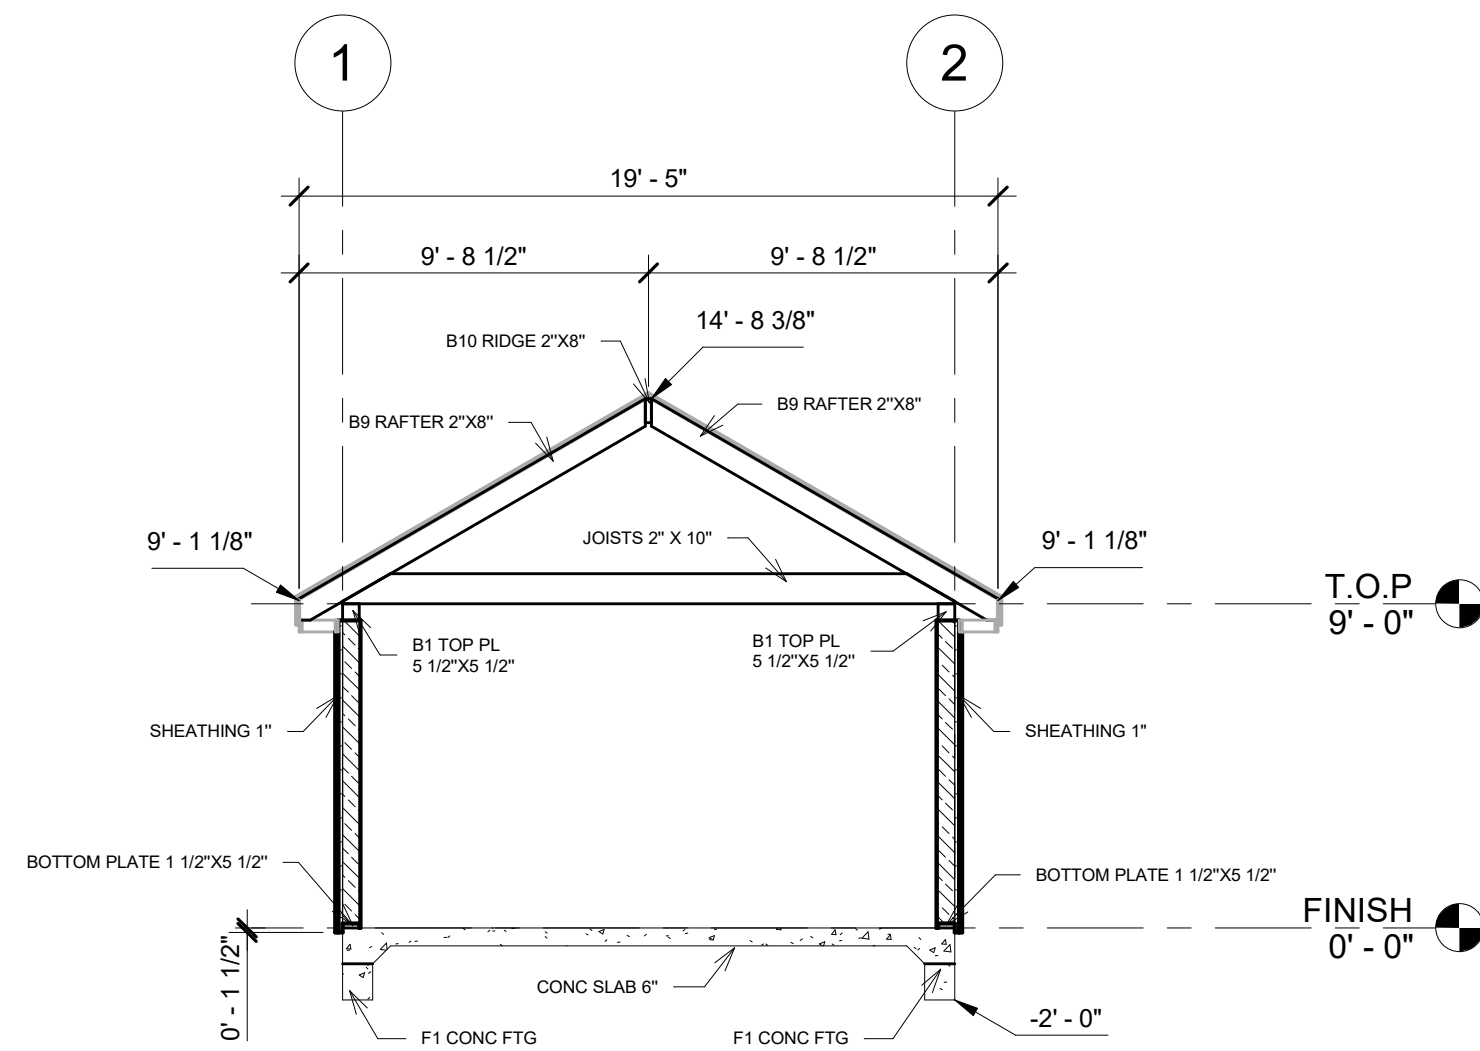 1
2
19' - 5"
9' - 8 1/2"
9' - 8 1/2"
14' - 8 3/8"
B10 RIDGE 2"X8"
B9 RAFTER 2"X8"
B9 RAFTER 2"X8"
9' - 1 1/8"
JOISTS 2" X 10"
9' - 1 1/8"
T.O.P
9' - 0"
B1 TOP PL
5 1/2"X5 1/2"
B1 TOP PL
5 1/2"X5 1/2"
SHEATHING 1"
SHEATHING 1"
BOTTOM PLATE 1 1/2"X5 1/2"
BOTTOM PLATE 1 1/2"X5 1/2"
FINISH
0' - 0"
0' - 1 1/2"
CONC SLAB 6"
-2' - 0"
F1 CONC FTG
F1 CONC FTG